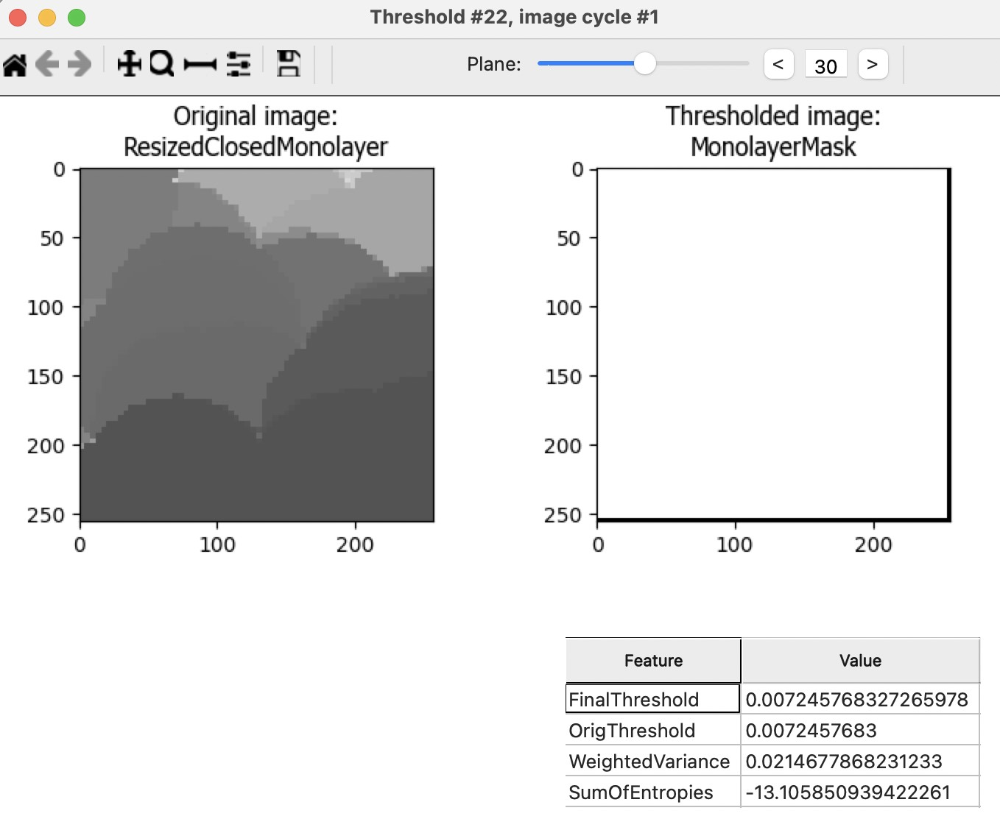 Threshold #22, image cycle #1
Plane:
<
30
>
Original image:
ResizedClosedMonolayer
0
50
100
150
200
250
0
100
200
Thresholded image:
MonolayerMask
0
50
100
150
200
250
0
100
200
Feature Value
FinalThreshold 0.007245768327265978
OrigThreshold 0.0072457683
WeightedVariance 0.0214677868231233
SumOfEntropies -13.105850939422261